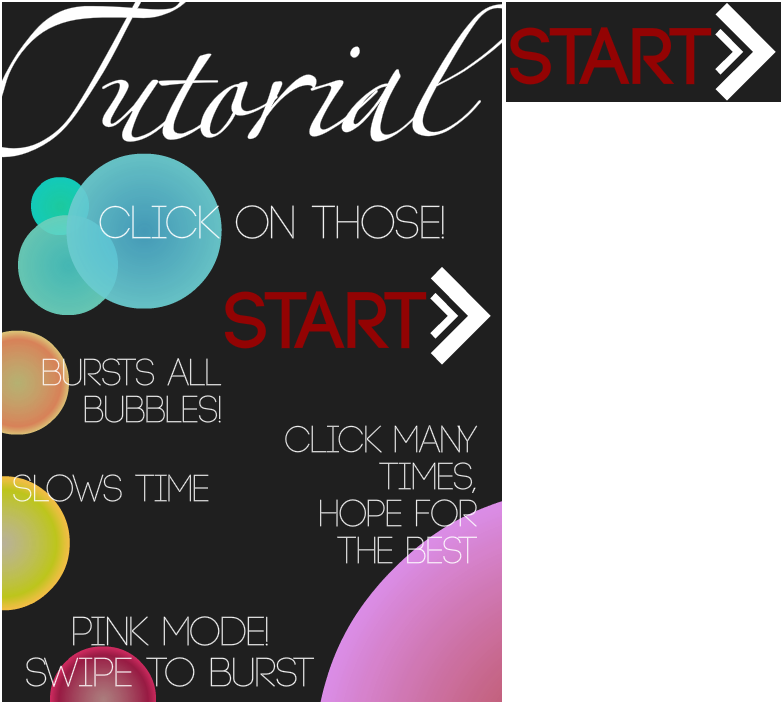 Tutorial
START
CLICK ON THOSE!
START
BURSTS ALL
BUBBLES!
CLICK MANY
TIMES,
HOPE FOR
THE BEST
SLOWS TIME
PINK MODE!
SWIPE TO BURST